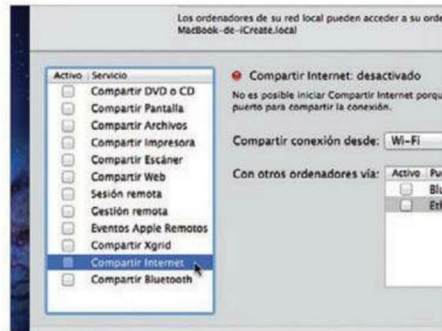 Los ordenadores de su red local pueden acceder a su
MacBook-de-iCreate.local
Activo Servicio
Compartir DVD o CD
Compartir Pantalla
Compartir Archivos
Compartir Impresora
Compartir Escáner
Compartir Web
Sesión remota
Gestión remota
Eventos Apple Remotos
Compartir Xgrid
Compartir Internet
Compartir Bluetooth
Compartir Internet: desactivado
No es posible iniciar Compartir Internet
puerto para compartir la conexión.
Compartir conexión desde: Wi-Fi
Con otros ordenadores vía: Activo